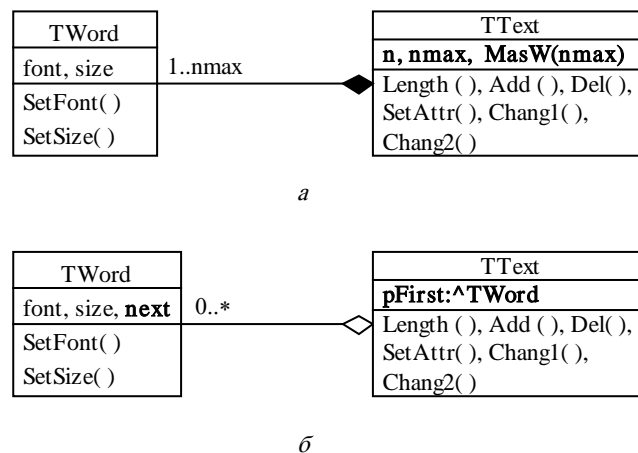 TWord
font, size
SetFont( )
SetSize( )
1..nmax
TText
n, nmax, MasW(nmax)
Length ( ), Add ( ), Del( ),
SetAttr( ), Chang1( ),
Chang2( )
а
TWord
font, size, next
SetFont( )
SetSize( )
0..*
TText
pFirst:^TWord
Length ( ), Add ( ), Del( ),
SetAttr( ), Chang1( ),
Chang2( )
б